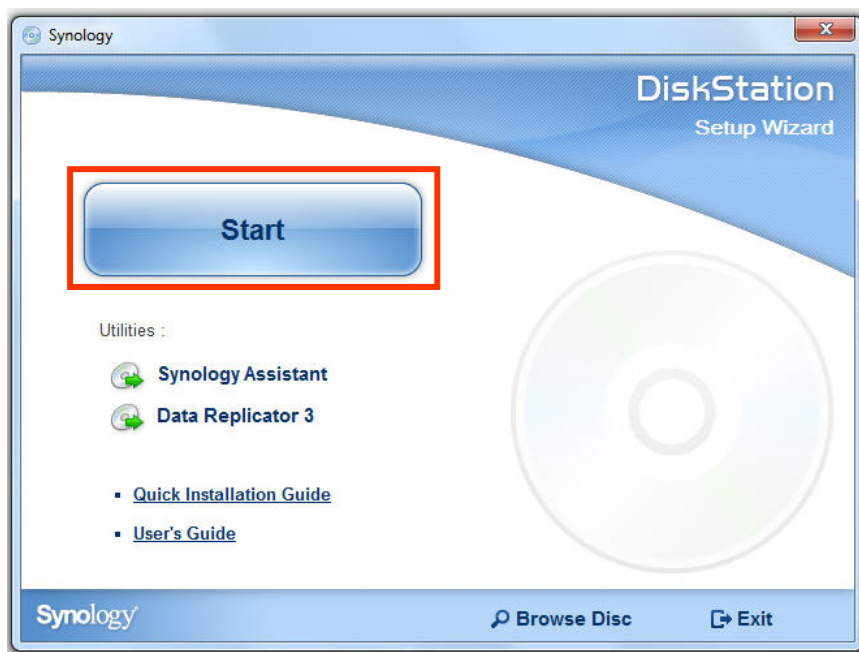 Synology
DiskStation
Setup Wizard
Start
Utilities :
Synology Assistant
Data Replicator 3
Quick Installation Guide
User's Guide
Synology
Browse Disc
Exit